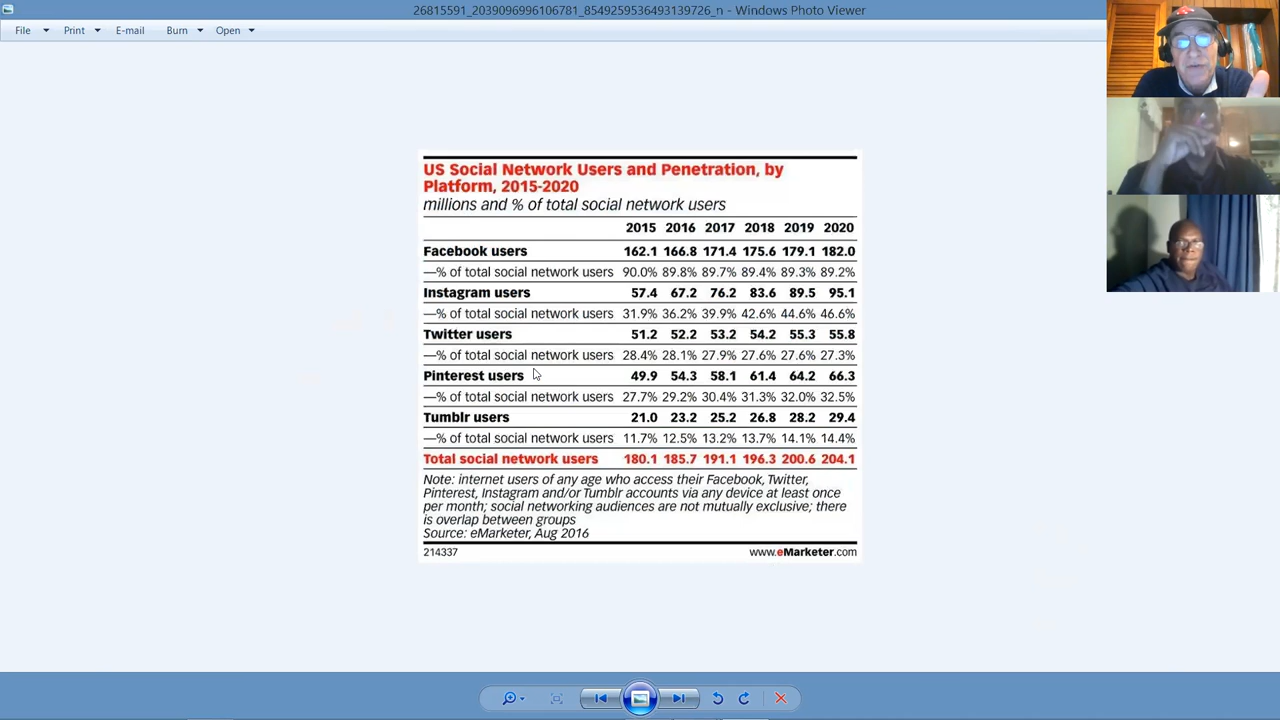 26815591_2039096996106781_8549259536493139726_n - Windows Photo Viewer
File Print E-mail Burn Open
US Social Network Users and Penetration, by
Platform, 2015-2020
millions and % of total social network users
2015 2016 2017 2018 2019 2020
Facebook users 162.1 166.8 171.4 175.6 179.1 182.0
—% of total social network users 90.0% 89.8% 89.7% 89.4% 89.3% 89.2%
Instagram users 57.4 67.2 76.2 83.6 89.5 95.1
—% of total social network users 31.9% 36.2% 39.9% 42.6% 44.6% 46.6%
Twitter users 51.2 52.2 53.2 54.2 55.3 55.8
—% of total social network users 28.4% 28.1% 27.9% 27.6% 27.6% 27.3%
Pinterest users 49.9 54.3 58.1 61.4 64.2 66.3
—% of total social network users 27.7% 29.2% 30.4% 31.3% 32.0% 32.5%
Tumblr users 21.0 23.2 25.2 26.8 28.2 29.4
—% of total social network users 11.7% 12.5% 13.2% 13.7% 14.1% 14.4%
Total social network users 180.1 185.7 191.1 196.3 200.6 204.1
Note: internet users of any age who access their Facebook, Twitter,
Pinterest, Instagram and/or Tumblr accounts via any device at least once
per month; social networking audiences are not mutually exclusive; there
is overlap between groups
Source: eMarketer, Aug 2016
214337 www.eMarketer.com